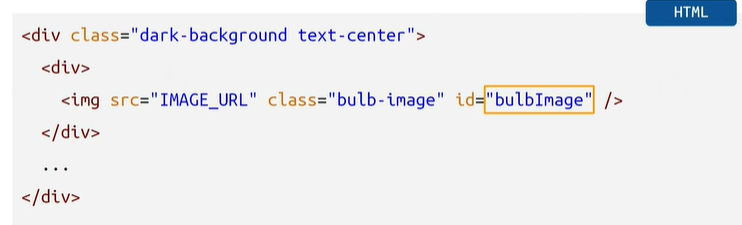 HTML
<div class="dark-background text-center">
  <div>
    <img src="IMAGE_URL" class="bulb-image" id="bulbImage" />
  </div>
  ...
</div>